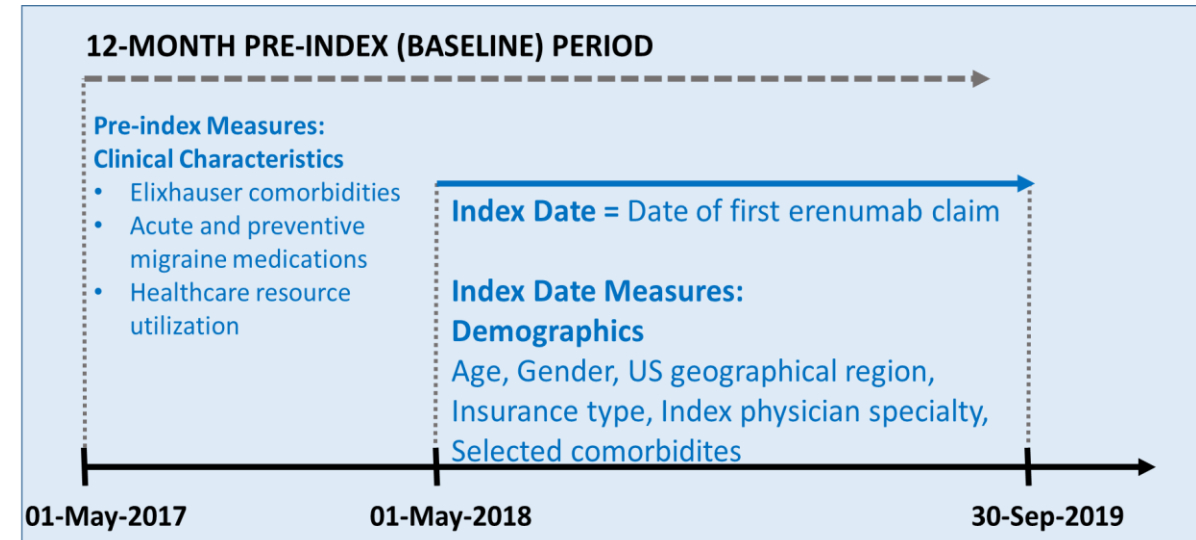 12-MONTH PRE-INDEX (BASELINE) PERIOD
Pre-index Measures:
Clinical Characteristics
• Elixhauser comorbidities
• Acute and preventive
migraine medications
• Healthcare resource
utilization
Index Date = Date of first erenumab claim
Index Date Measures:
Demographics
Age, Gender, US geographical region,
Insurance type, Index physician specialty,
Selected comorbidites
01-May-2017
01-May-2018
30-Sep-2019